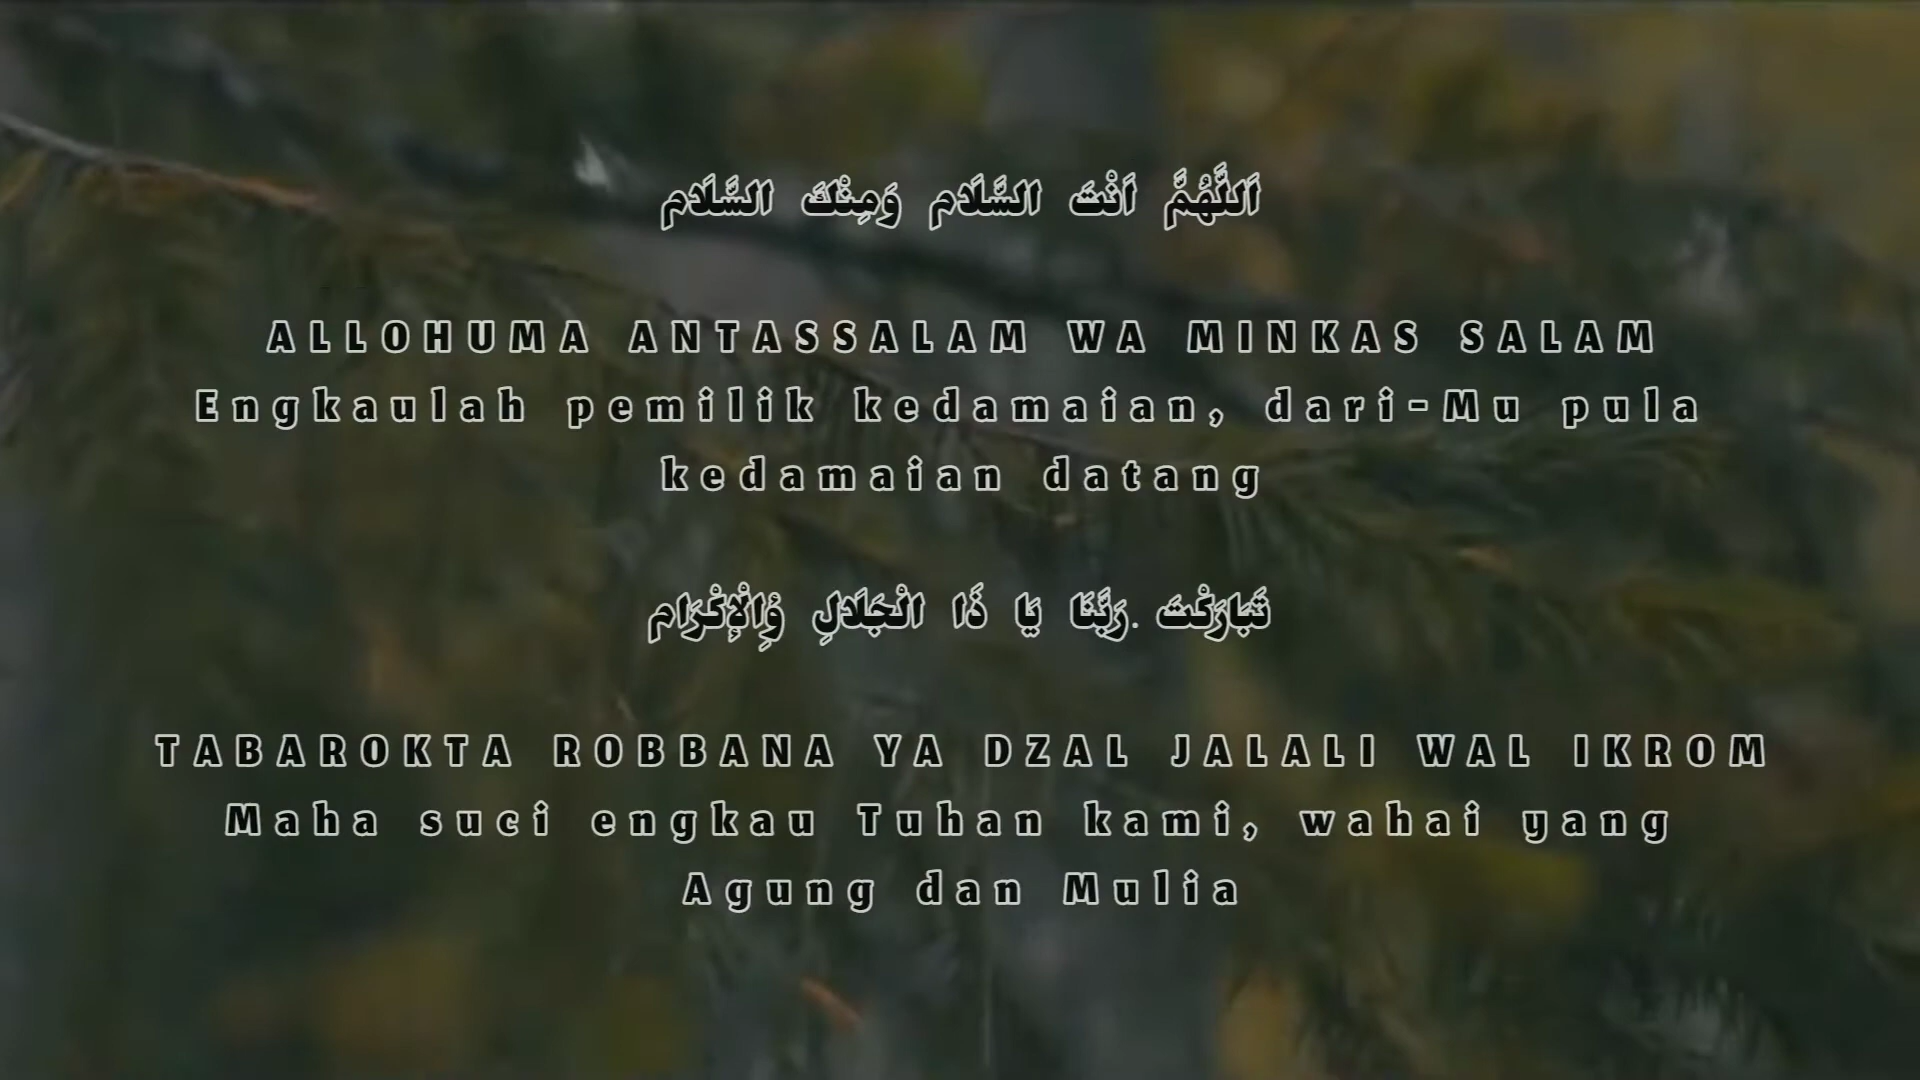 اَللَّهُمَّ اَنْتَ السَّلَام وَمِنْكَ السَّلَام
ALLOHUMA ANTASSALAM WA MINKAS SALAM
Engkaulah pemilik kedamaian, dari-Mu pula
kedamaian datang
تَبَارَكْتَ .رَبَّنَا يَا ذَا الْجَلَالِ وَُِالْإِكْرَام
TABAROKTA ROBBANA YA DZAL JALALI WAL IKROM
Maha suci engkau Tuhan kami, wahai yang
Agung dan Mulia